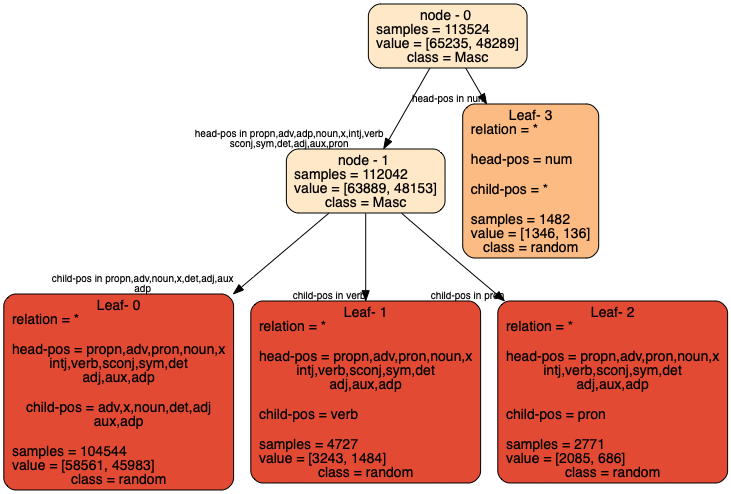 node - 0
samples = 113524
value = [65235, 48289]
class = Masc
head-pos in num
head-pos in propn,adv,adp,noun,x,intj,verb
sconj,sym,det,adj,aux,pron
Leaf- 3
relation = *
head-pos = num
child-pos = *
samples = 1482
value = [1346, 136]
class = random
node - 1
samples = 112042
value = [63889, 48153]
class = Masc
child-pos in propn,adv,noun,x,det,adj,aux
adp
child-pos in verb
child-pos in pron
Leaf- 0
relation = *
head-pos = propn,adv,pron,noun,x
intj,verb,sconj,sym,det
adj,aux,adp
child-pos = adv,x,noun,det,adj
aux,adp
samples = 104544
value = [58561, 45983]
class = random
Leaf- 1
relation = *
head-pos = propn,adv,pron,noun,x
intj,verb,sconj,sym,det
adj,aux,adp
child-pos = verb
samples = 4727
value = [3243, 1484]
class = random
Leaf- 2
relation = *
head-pos = propn,adv,pron,noun,x
intj,verb,sconj,sym,det
adj,aux,adp
child-pos = pron
samples = 2771
value = [2085, 686]
class = random